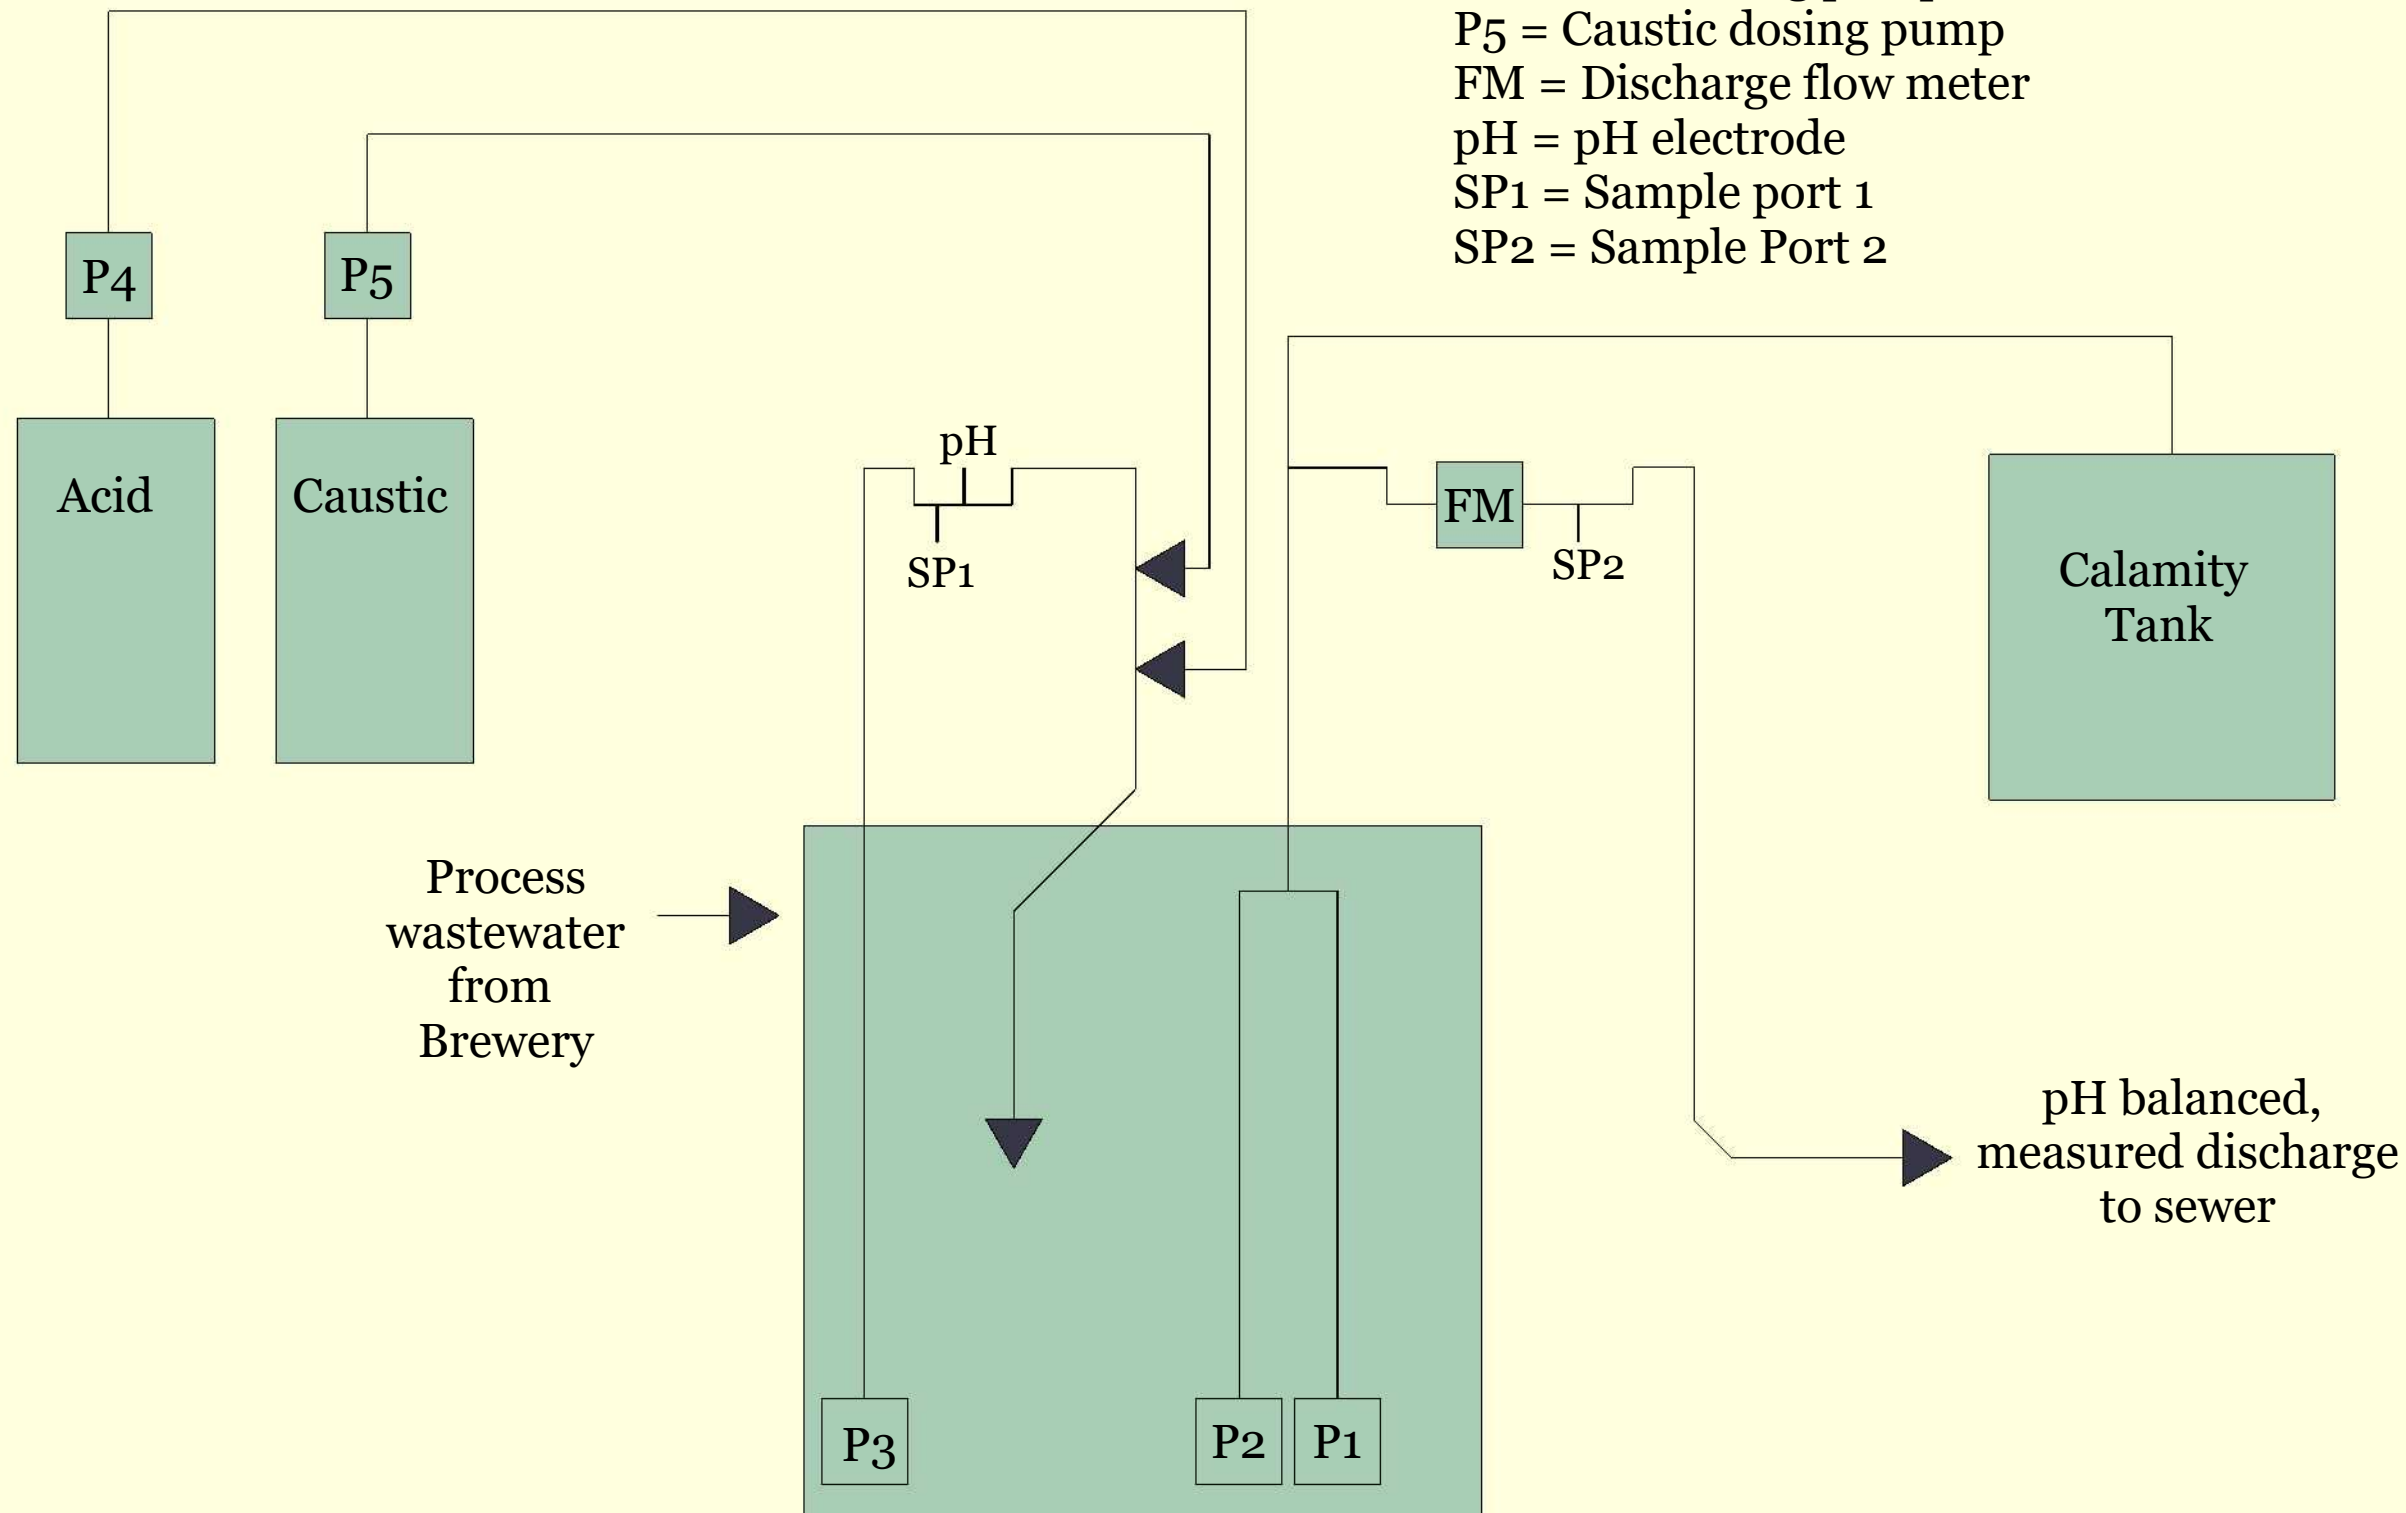 P5 = Caustic dosing pump
FM = Discharge flow meter
pH = pH electrode
SP1 = Sample port 1
SP2 = Sample Port 2
P4
P5
Acid
Caustic
pH
SP1
FM
SP2
Calamity
Tank
Process
wastewater
from
Brewery
pH balanced,
measured discharge
to sewer
P3
P2
P1